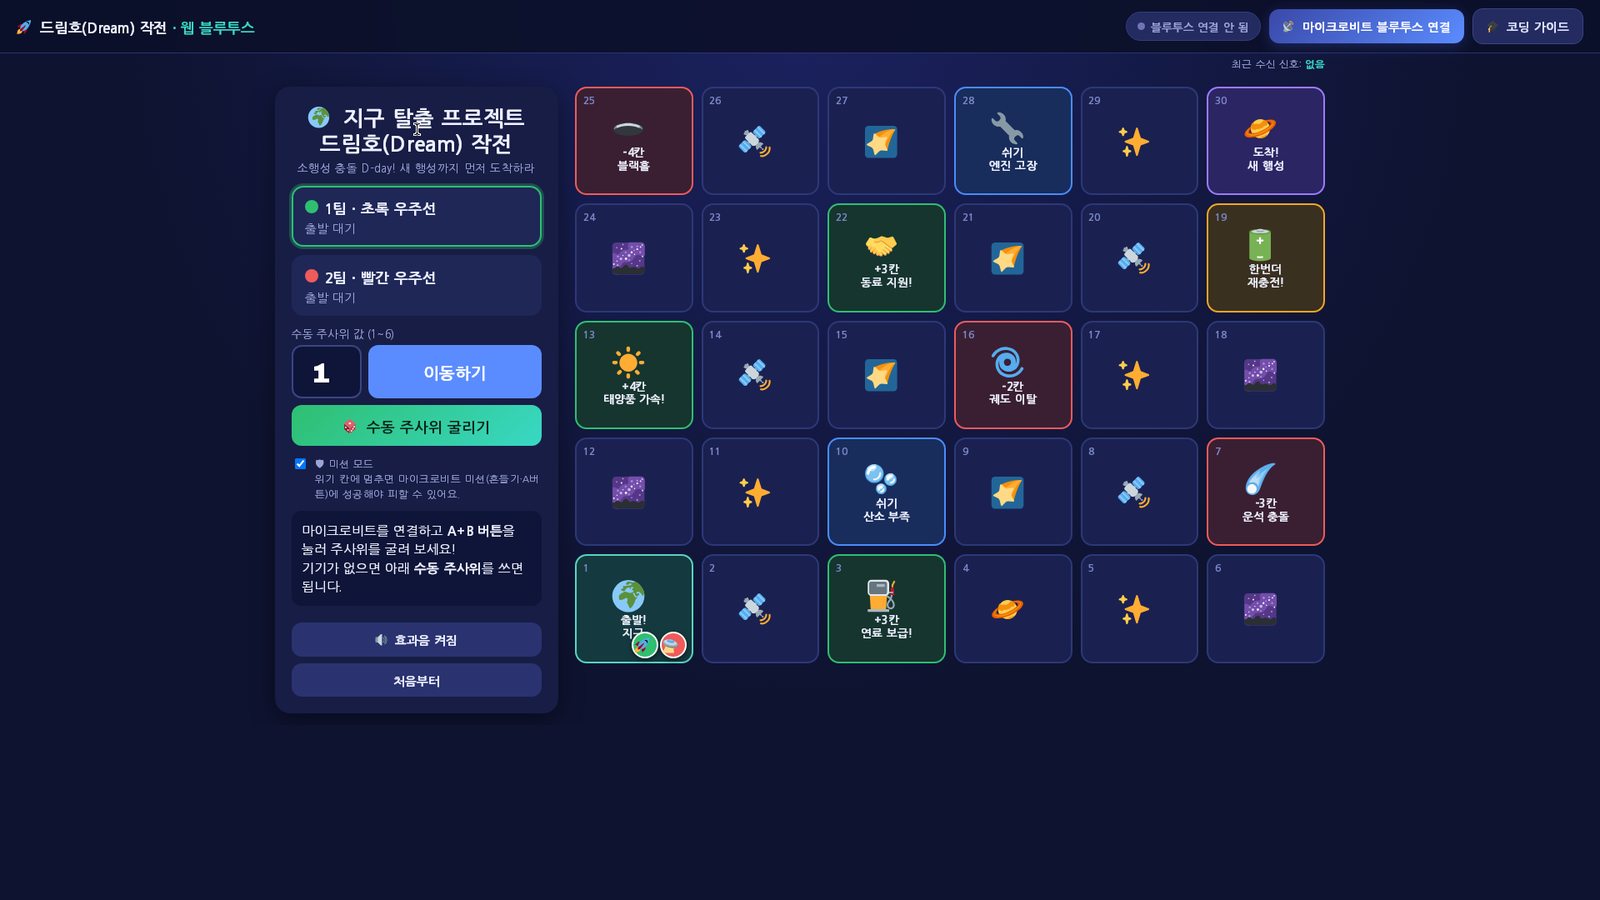 드림호(Dream) 작전 · 웹 블루투스
블루투스 연결 안 됨
마이크로비트 블루투스 연결
코딩 가이드
최근 수신 신호: 없음
지구 탈출 프로젝트
드림호(Dream) 작전
소행성 충돌 D-day! 새 행성까지 먼저 도착하라
1팀 · 초록 우주선
출발 대기
2팀 · 빨간 우주선
출발 대기
수동 주사위 값 (1~6)
1
이동하기
수동 주사위 굴리기
미션 모드
위기 칸에 멈추면 마이크로비트 미션(흔들기·A버
튼)에 성공해야 피할 수 있어요.
마이크로비트를 연결하고 A+B 버튼을
눌러 주사위를 굴려 보세요!
기기가 없으면 아래 수동 주사위를 쓰면
됩니다.
효과음 켜짐
처음부터
25
-4칸
블랙홀
26
27
28
쉬기
엔진 고장
29
30
도착!
새 행성
24
23
22
+3칸
동료 지원!
21
20
19
한번더
재충전!
13
+4칸
태양풍 가속!
14
15
16
-2칸
궤도 이탈
17
18
12
11
10
쉬기
산소 부족
9
8
7
-3칸
운석 충돌
1
출발!
지구
2
3
+3칸
연료 보급!
4
5
6